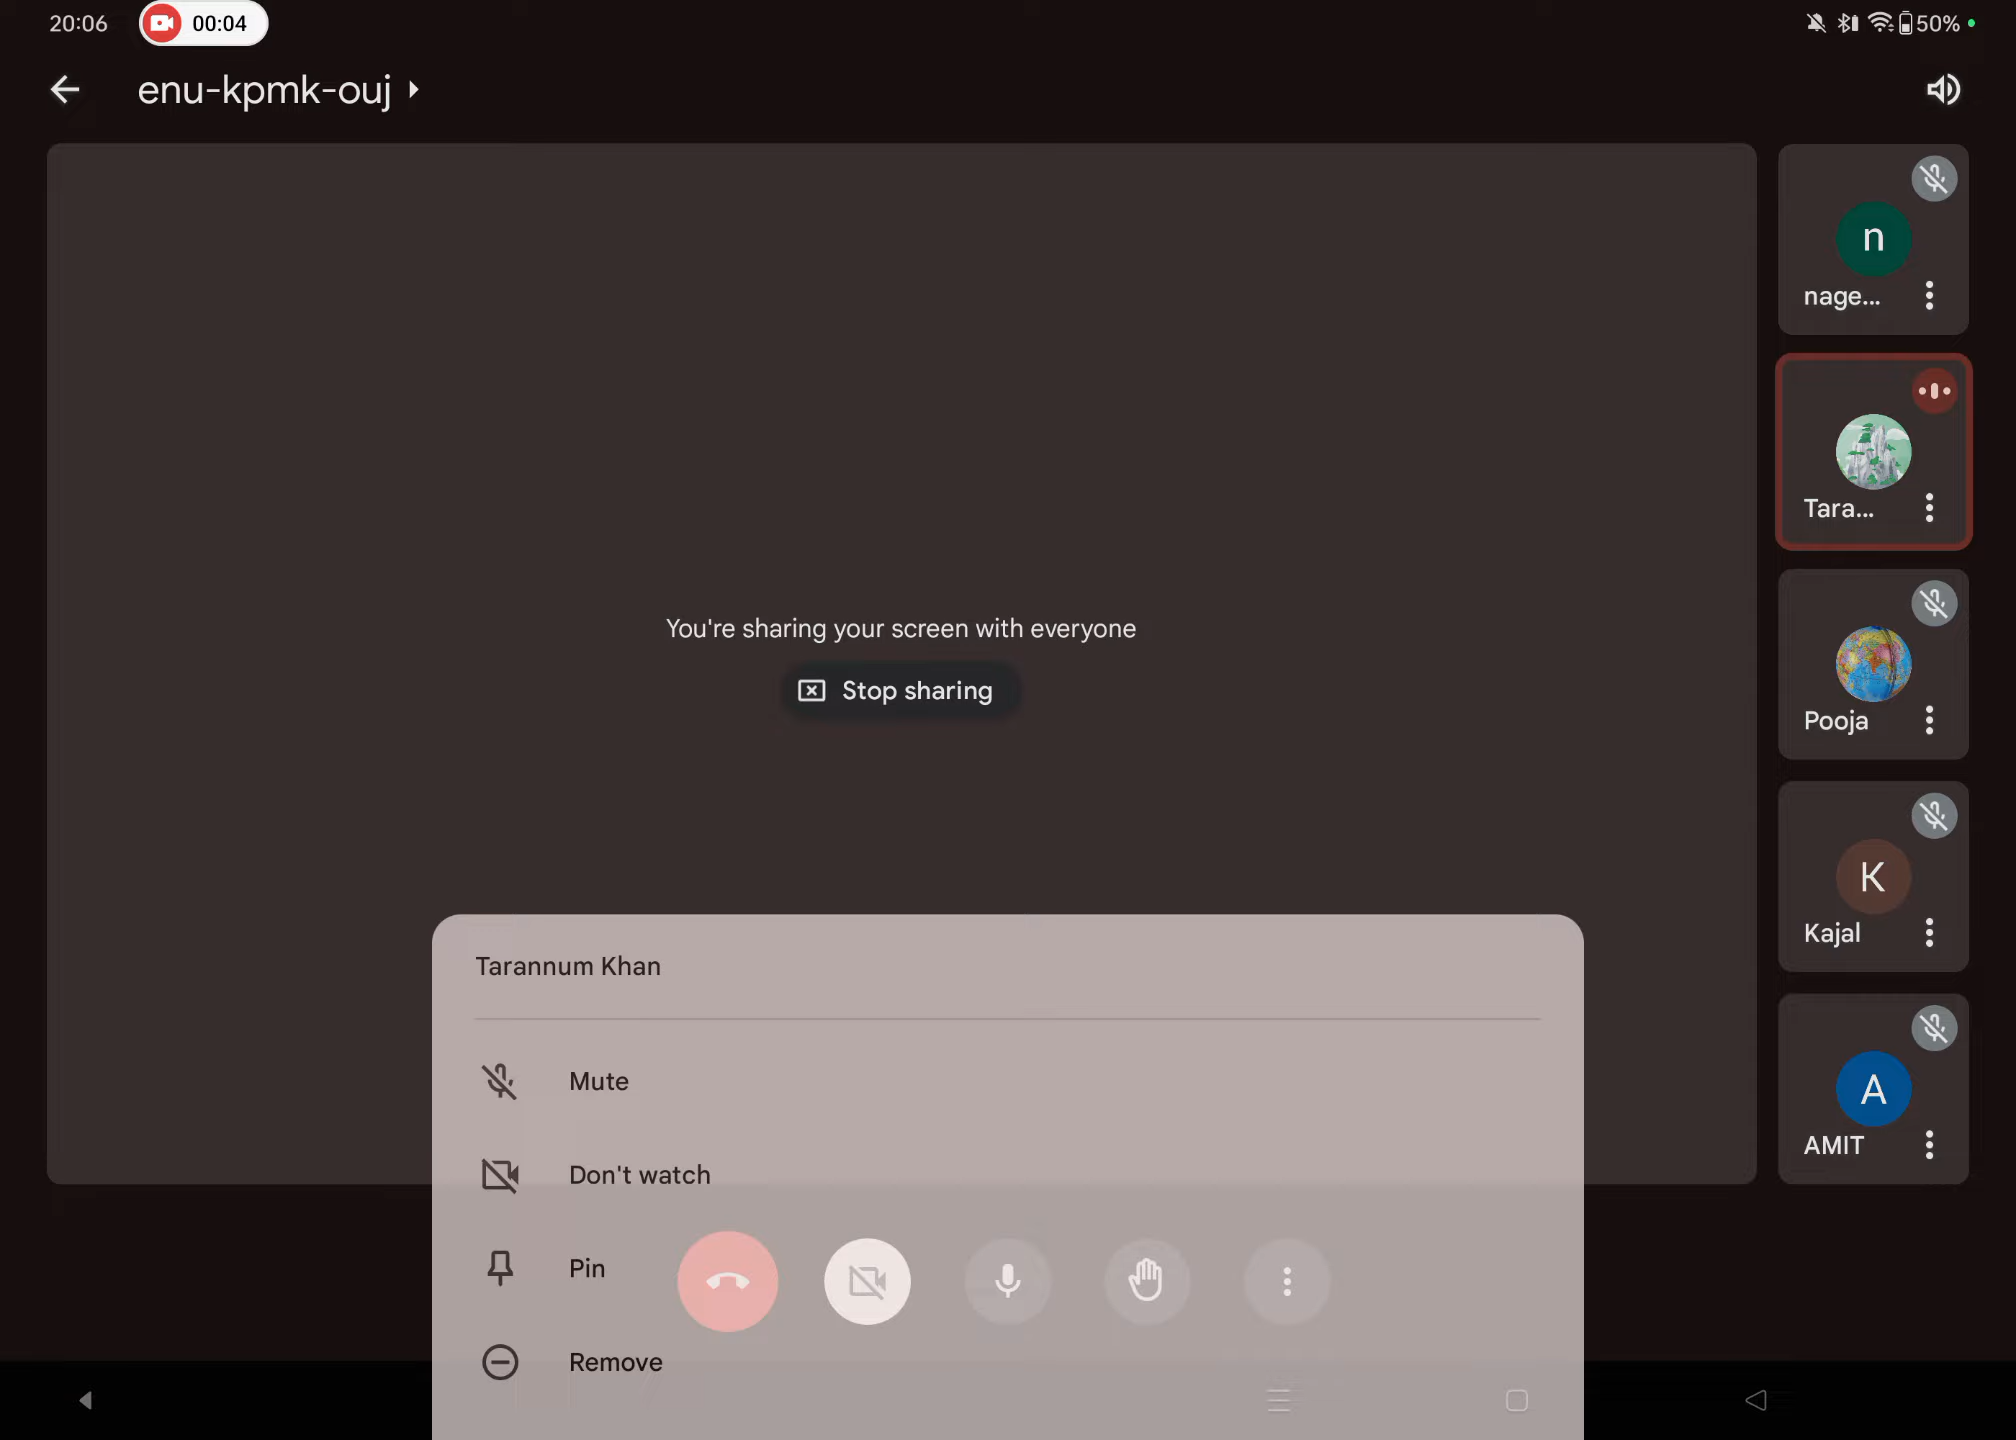 20:06
00:04
50%
enu-kpmk-ouj
n
nage...
Tara...
Pooja
K
Kajal
A
AMIT
You're sharing your screen with everyone
Stop sharing
Tarannum Khan
Mute
Don't watch
Pin
Remove